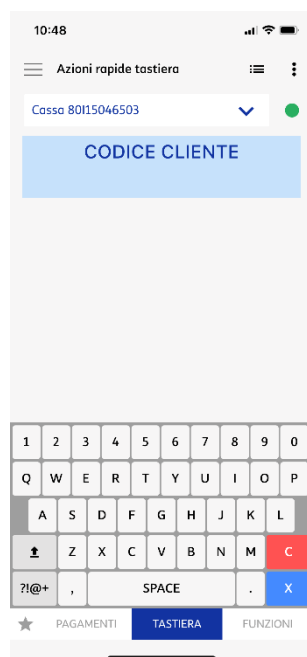 10:48
Azioni rapide tastiera
Cassa 80I15046503
CODICE CLIENTE
1 2 3 4 5 6 7 8 9 0
Q W E R T Y U I O P
A S D F G H J K L
Z X C V B N M C
?!@+ , SPACE . X
PAGAMENTI TASTIERA FUNZIONI